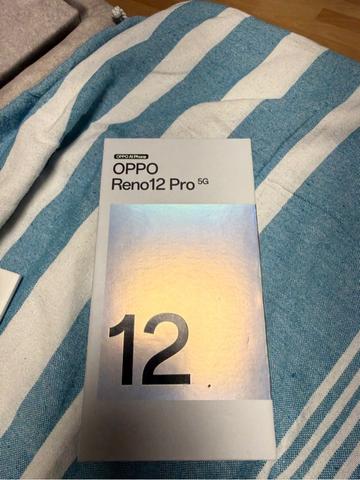 OPPO AI Phone
OPPO
Reno12 Pro 5G
12